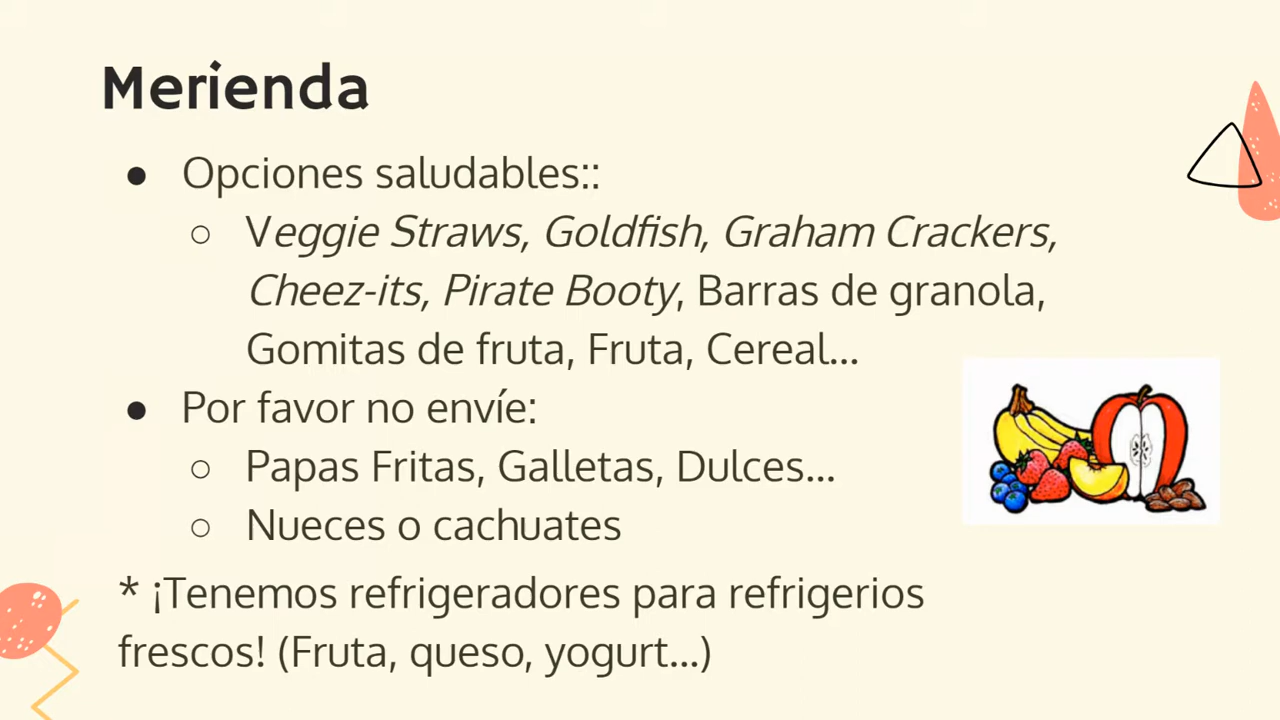 Merienda
● Opciones saludables::
○ Veggie Straws, Goldfish, Graham Crackers,
Cheez-its, Pirate Booty, Barras de granola,
Gomitas de fruta, Fruta, Cereal...
● Por favor no envíe:
○ Papas Fritas, Galletas, Dulces...
○ Nueces o cachuates
* ¡Tenemos refrigeradores para refrigerios
frescos! (Fruta, queso, yogurt...)